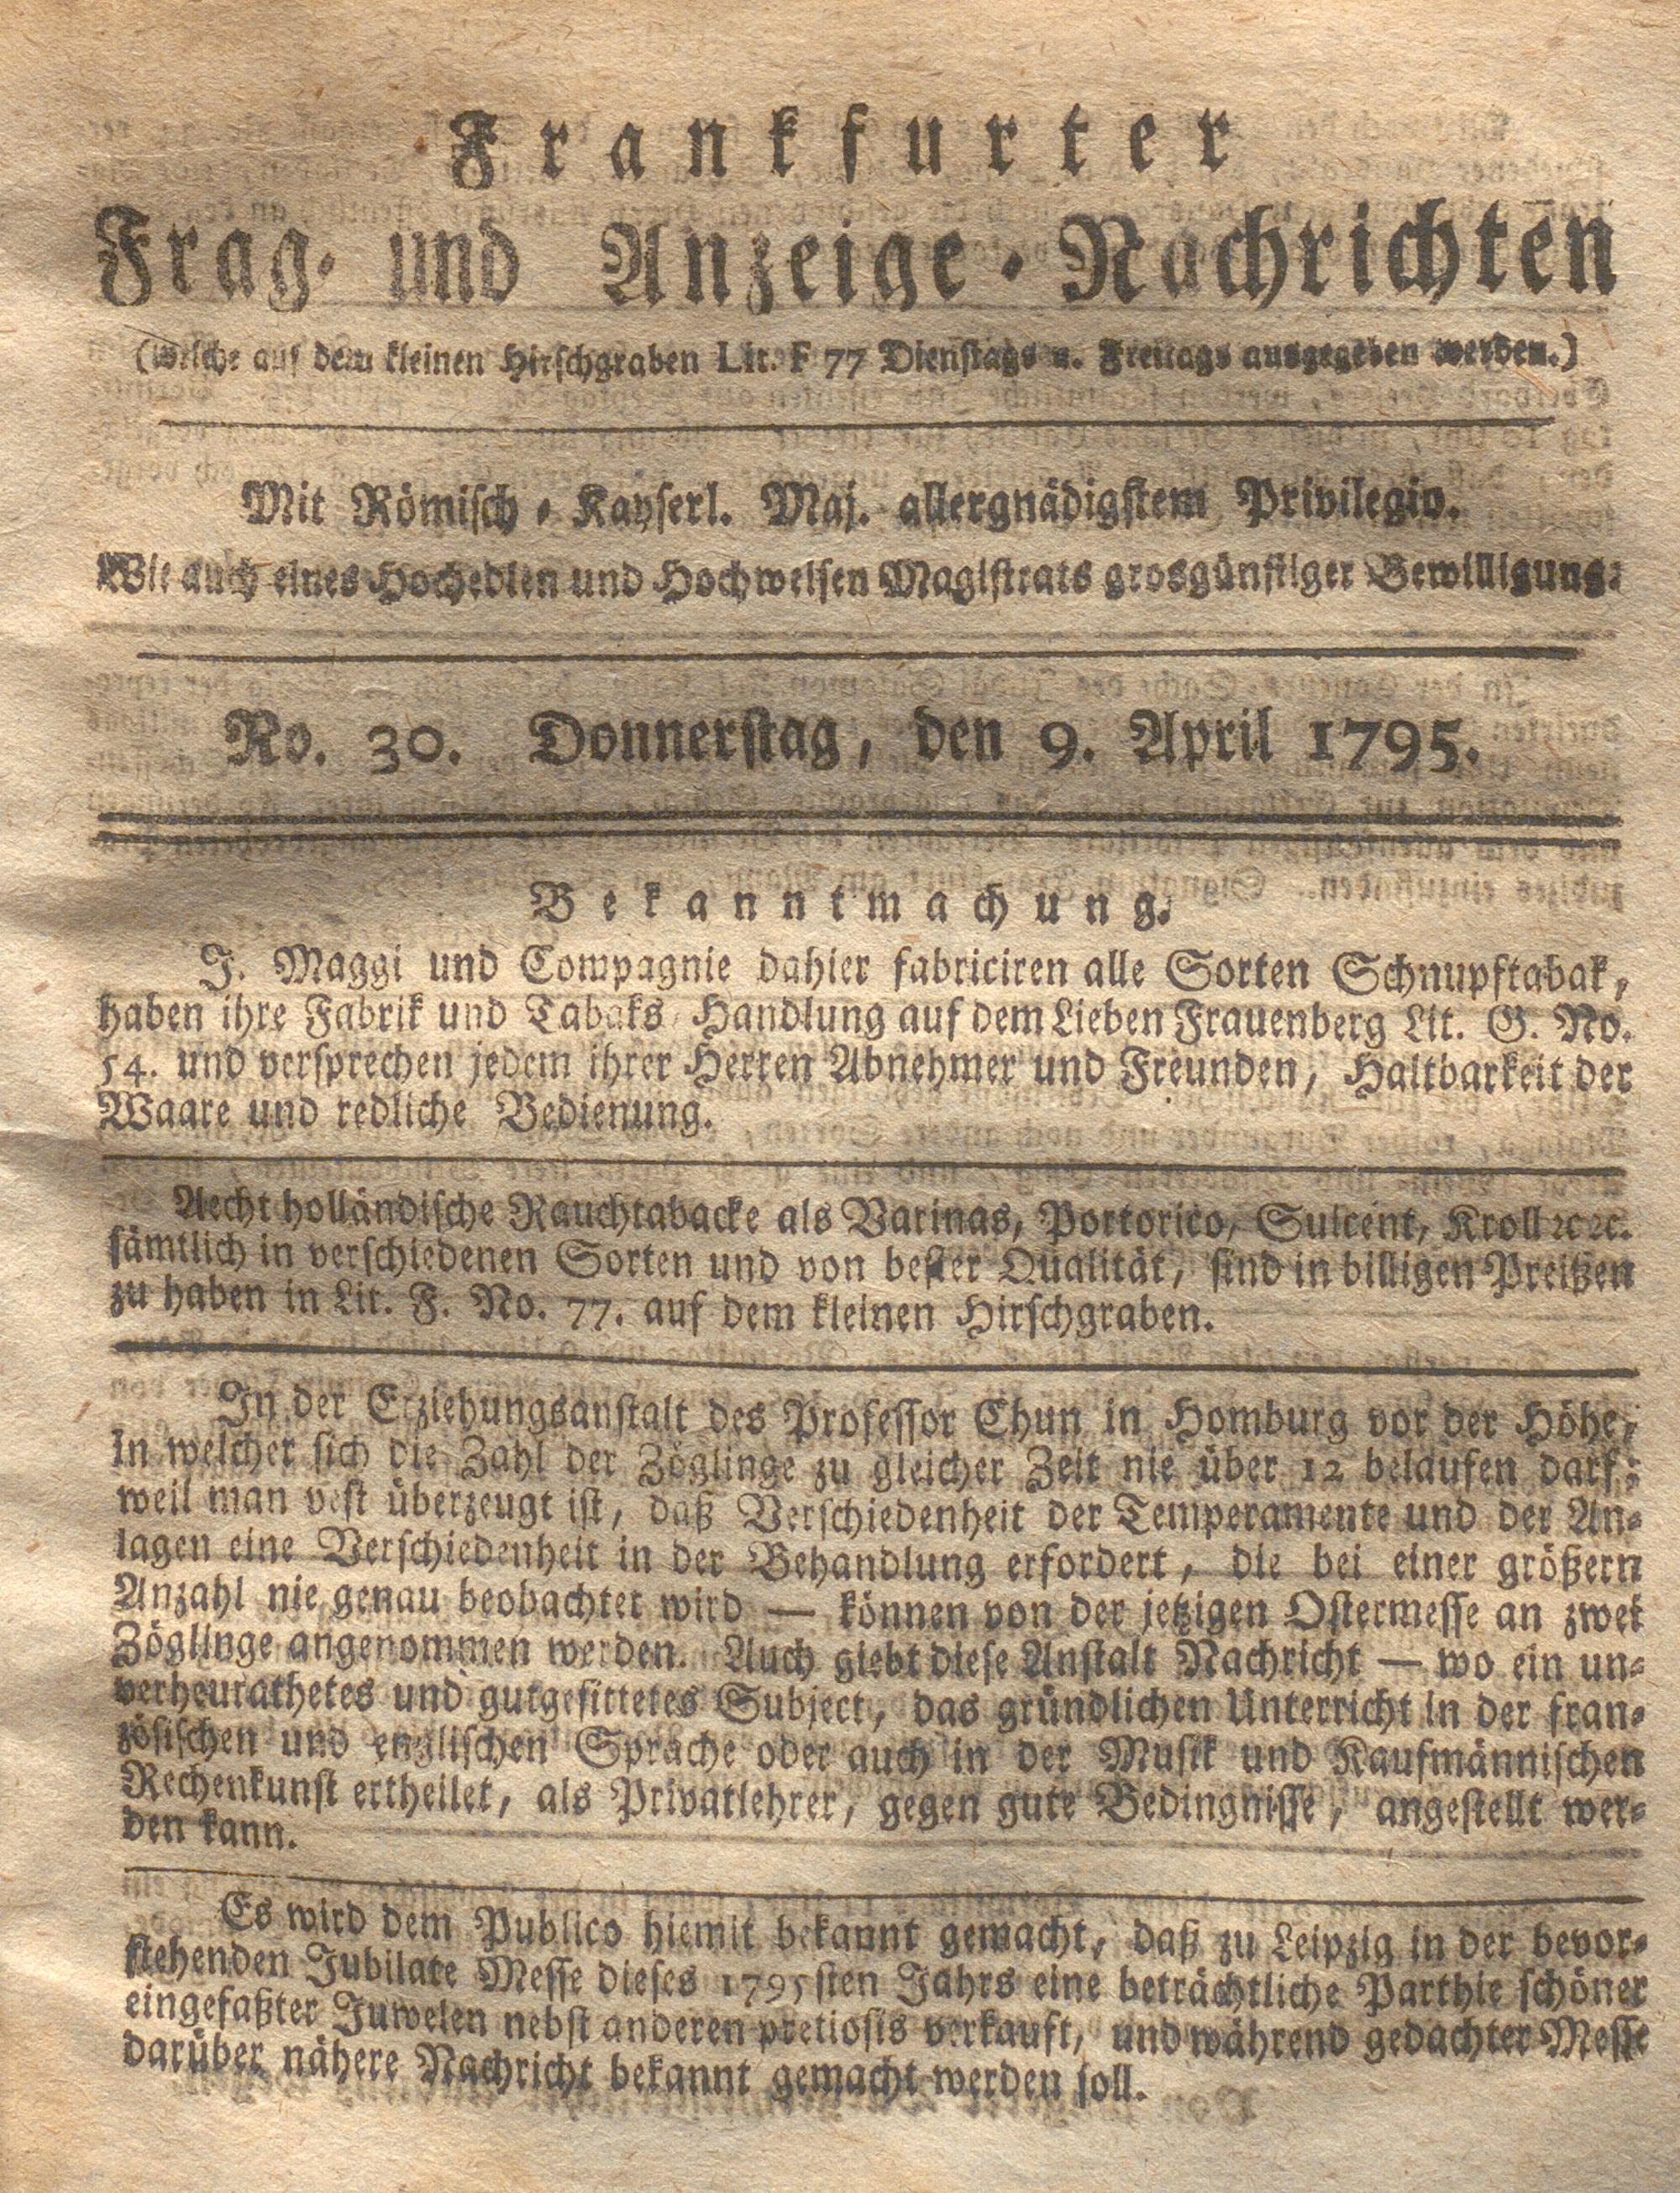 Frankfurter
Frag- und Anzeige-Nachrichten
(welche auf dem kleinen Hirschgraben Lit. F 77 Dienstags u. Freitags ausgegeben werden.)
Mit Römisch-Kayserl. Maj. allergnädigstem Privilegio.
Wie auch eines Hochedlen und Hochweisen Magistrats grosgünstiger Bewilligung:
No. 30. Donnerstag, den 9. April 1795.
Bekanntmachung.
J. Maggi und Compagnie dahier fabriciren alle Sorten Schnupftabak,
haben ihre Fabrik und Tabaks Handlung auf dem Lieben Frauenberg Lit. G. No.
54. und versprechen jedem ihrer Herren Abnehmer und Freunden, Haltbarkeit der
Waare und redliche Bedienung.
Aecht holländische Rauchtabacke als Varinas, Portorico, Suicent, Kroll ꝛc ꝛc.
sämtlich in verschiedenen Sorten und von bester Qualität, sind in billigen Preißen
zu haben in Lit. F. No. 77. auf dem kleinen Hirschgraben.
In der Erziehungsanstalt des Professor Chun in Homburg vor der Höhe,
in welcher sich die Zahl der Zöglinge zu gleicher Zeit nie über 12 belaufen darf;
weil man vest überzeugt ist, daß Verschiedenheit der Temperamente und der An-
lagen eine Verschiedenheit in der Behandlung erfordert, die bei einer größern
Anzahl nie genau beobachtet wird — können von der jetzigen Ostermesse an zwei
Zöglinge angenommen werden. Auch giebt diese Anstalt Nachricht — wo ein un-
verheurathetes und gutgesittetes Subject, das gründlichen Unterricht in der fran-
zösischen und englischen Sprache oder auch in der Musik und Kaufmännischen
Rechenkunst ertheilet, als Privatlehrer, gegen gute Bedingnisse, angestellt wer-
den kann.
Es wird dem Publico hiemit bekannt gemacht, daß zu Leipzig in der bevor-
stehenden Jubilate Messe dieses 1795sten Jahrs eine beträchtliche Parthie schöner
eingefaßter Juwelen nebst anderen pretiosis verkauft, und während gedachter Messe
darüber nähere Nachricht bekannt gemacht werden soll.